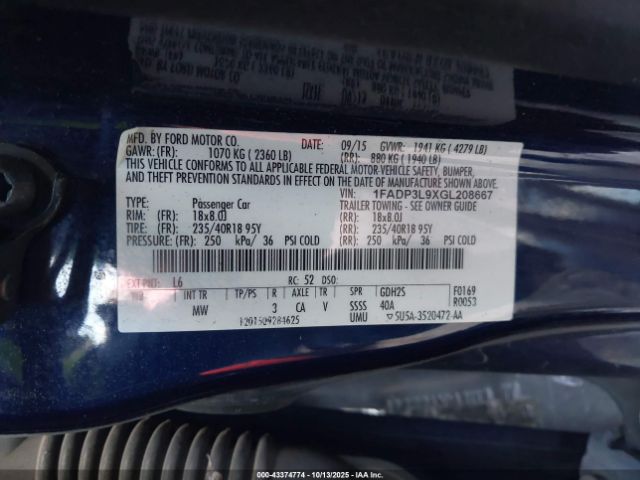 MFD. BY FORD MOTOR CO. DATE: 09/15 GVWR: 1941 KG ( 4279 LB)
GAWR: (FR): 1070 KG ( 2360 LB) (RR): 880 KG ( 1940 LB)
THIS VEHICLE CONFORMS TO ALL APPLICABLE FEDERAL MOTOR VEHICLE SAFETY, BUMPER,
AND THEFT PREVENTION STANDARDS IN EFFECT ON THE DATE OF MANUFACTURE SHOWN ABOVE.
VIN: 1FADP3L9XGL208667
TYPE: Passenger Car TRAILER TOWING - SEE OWNER GUIDE
RIM: (FR) 18x8.0J (RR): 18x8.0J
TIRE: (FR) 235/40R18 95Y (RR): 235/40R18 95Y
PRESSURE: (FR) 250 kPa/ 36 PSI COLD (RR) 250 kPa/ 36 PSI COLD
EXT PNT: L6 RC: 52 DSO:
INT TR TP/PS R AXLE TR SPR GDH2S F0169
MW 3 CA V SSSS 40A R0053
1201509284625 UMU 5U5A-3520472-AA
000-43374774 | 10/13/2025 | IAA Inc.